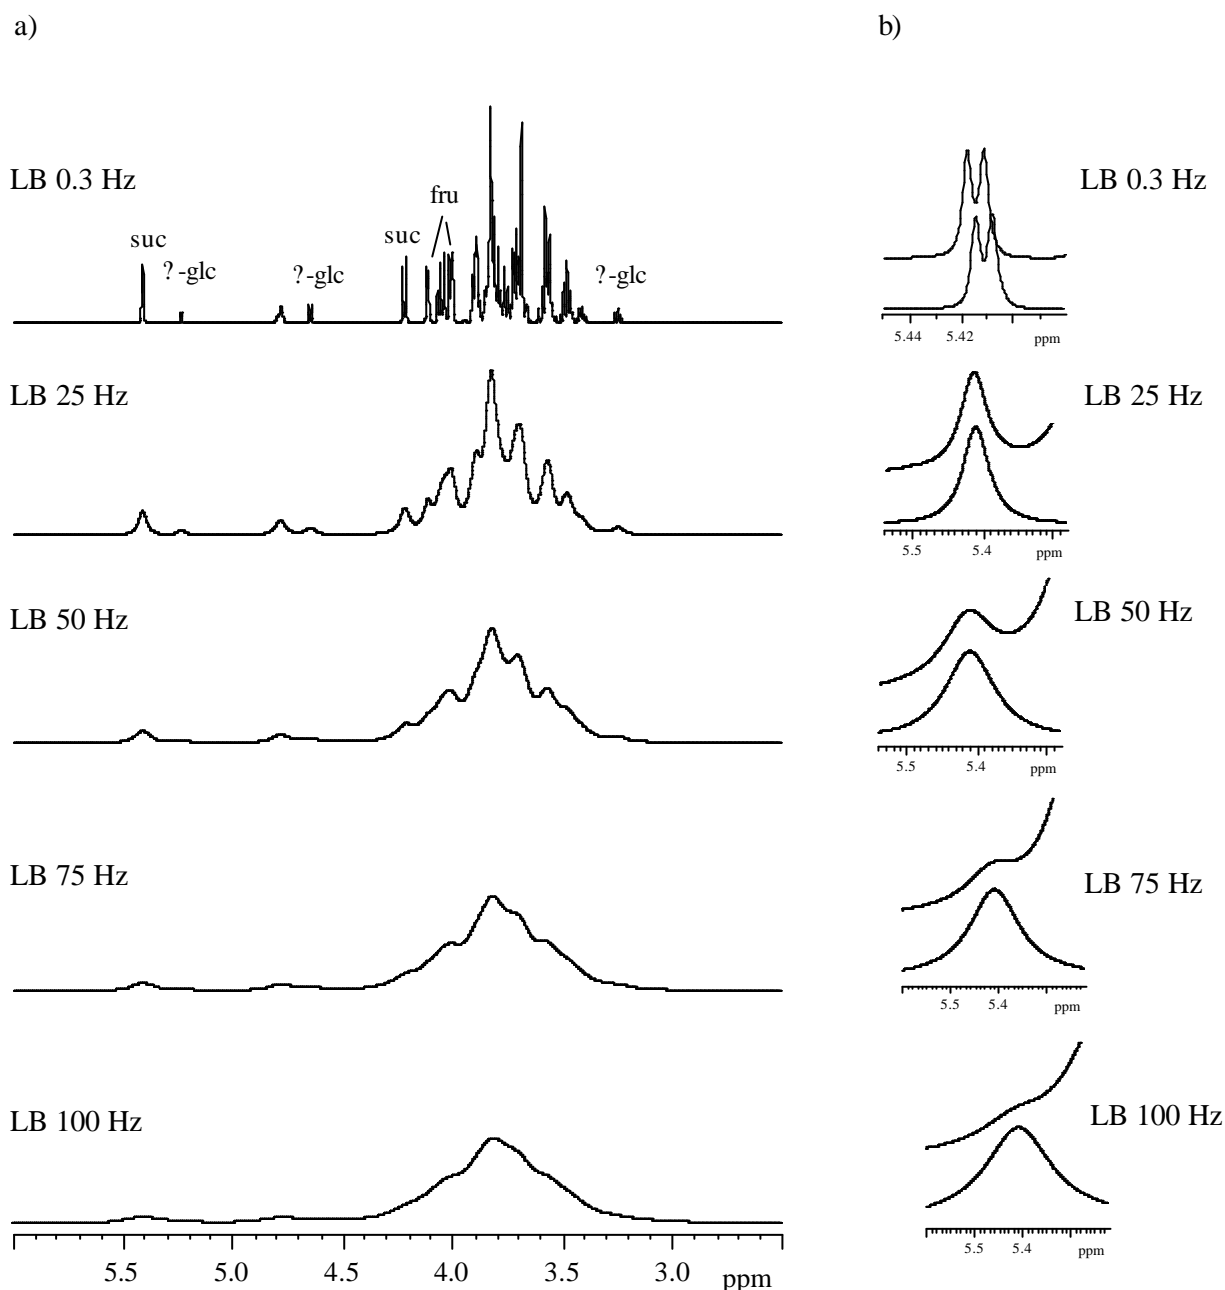 a)
b)
LB 0.3 Hz
suc
?-glc
?-glc
suc
fru
?-glc
LB 0.3 Hz
5.44 5.42 ppm
LB 25 Hz
LB 25 Hz
5.5 5.4 ppm
LB 50 Hz
LB 50 Hz
5.5 5.4 ppm
LB 75 Hz
LB 75 Hz
5.5 5.4 ppm
LB 100 Hz
LB 100 Hz
5.5 5.4 ppm
5.5 5.0 4.5 4.0 3.5 3.0 ppm